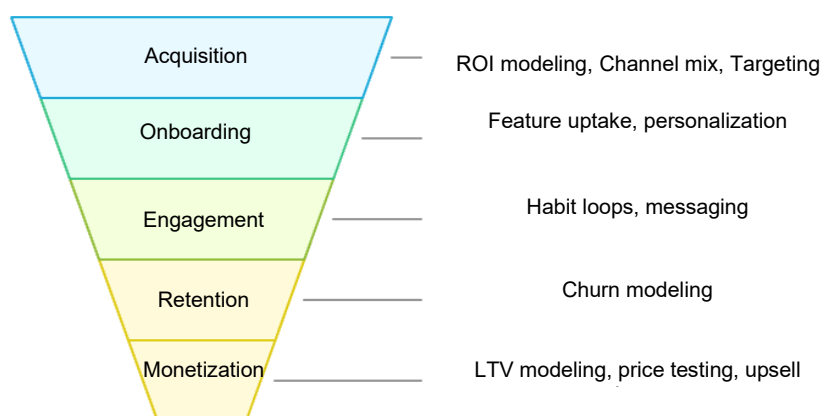 Acquisition
ROI modeling, Channel mix, Targeting
Onboarding
Feature uptake, personalization
Engagement
Habit loops, messaging
Retention
Churn modeling
Monetization
LTV modeling, price testing, upsell